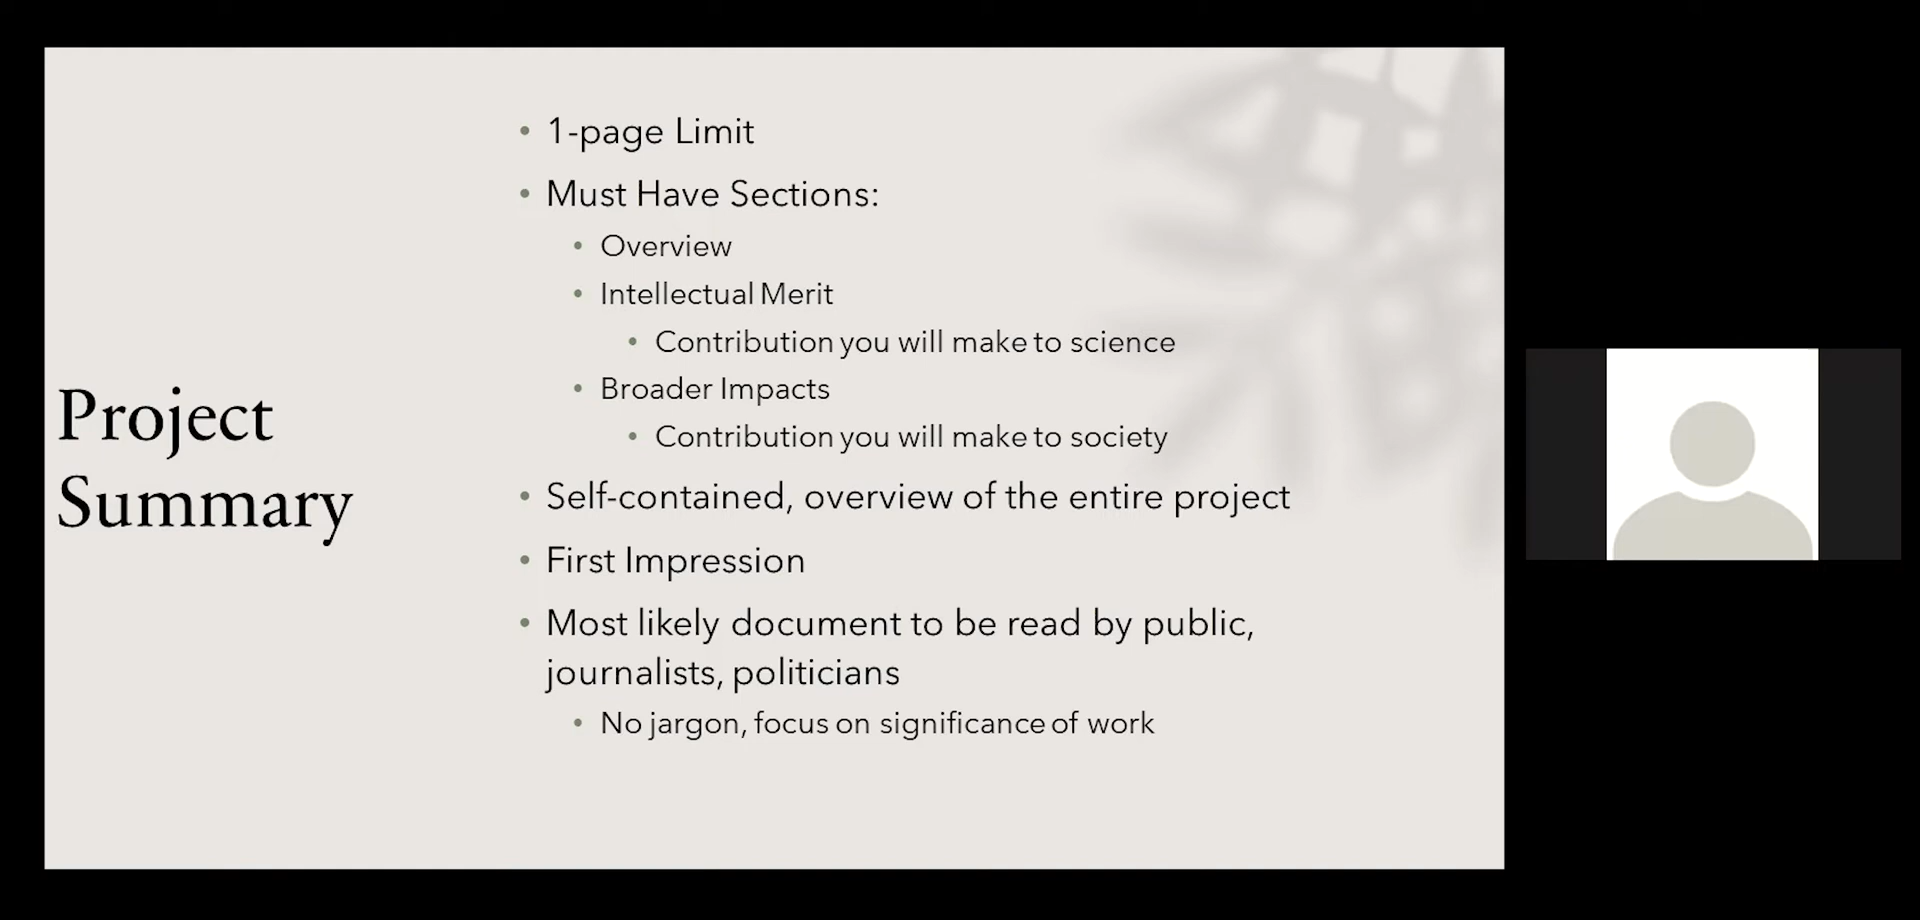 Project
Summary
• 1-page Limit
• Must Have Sections:
• Overview
• Intellectual Merit
• Contribution you will make to science
• Broader Impacts
• Contribution you will make to society
• Self-contained, overview of the entire project
• First Impression
• Most likely document to be read by public,
journalists, politicians
• No jargon, focus on significance of work